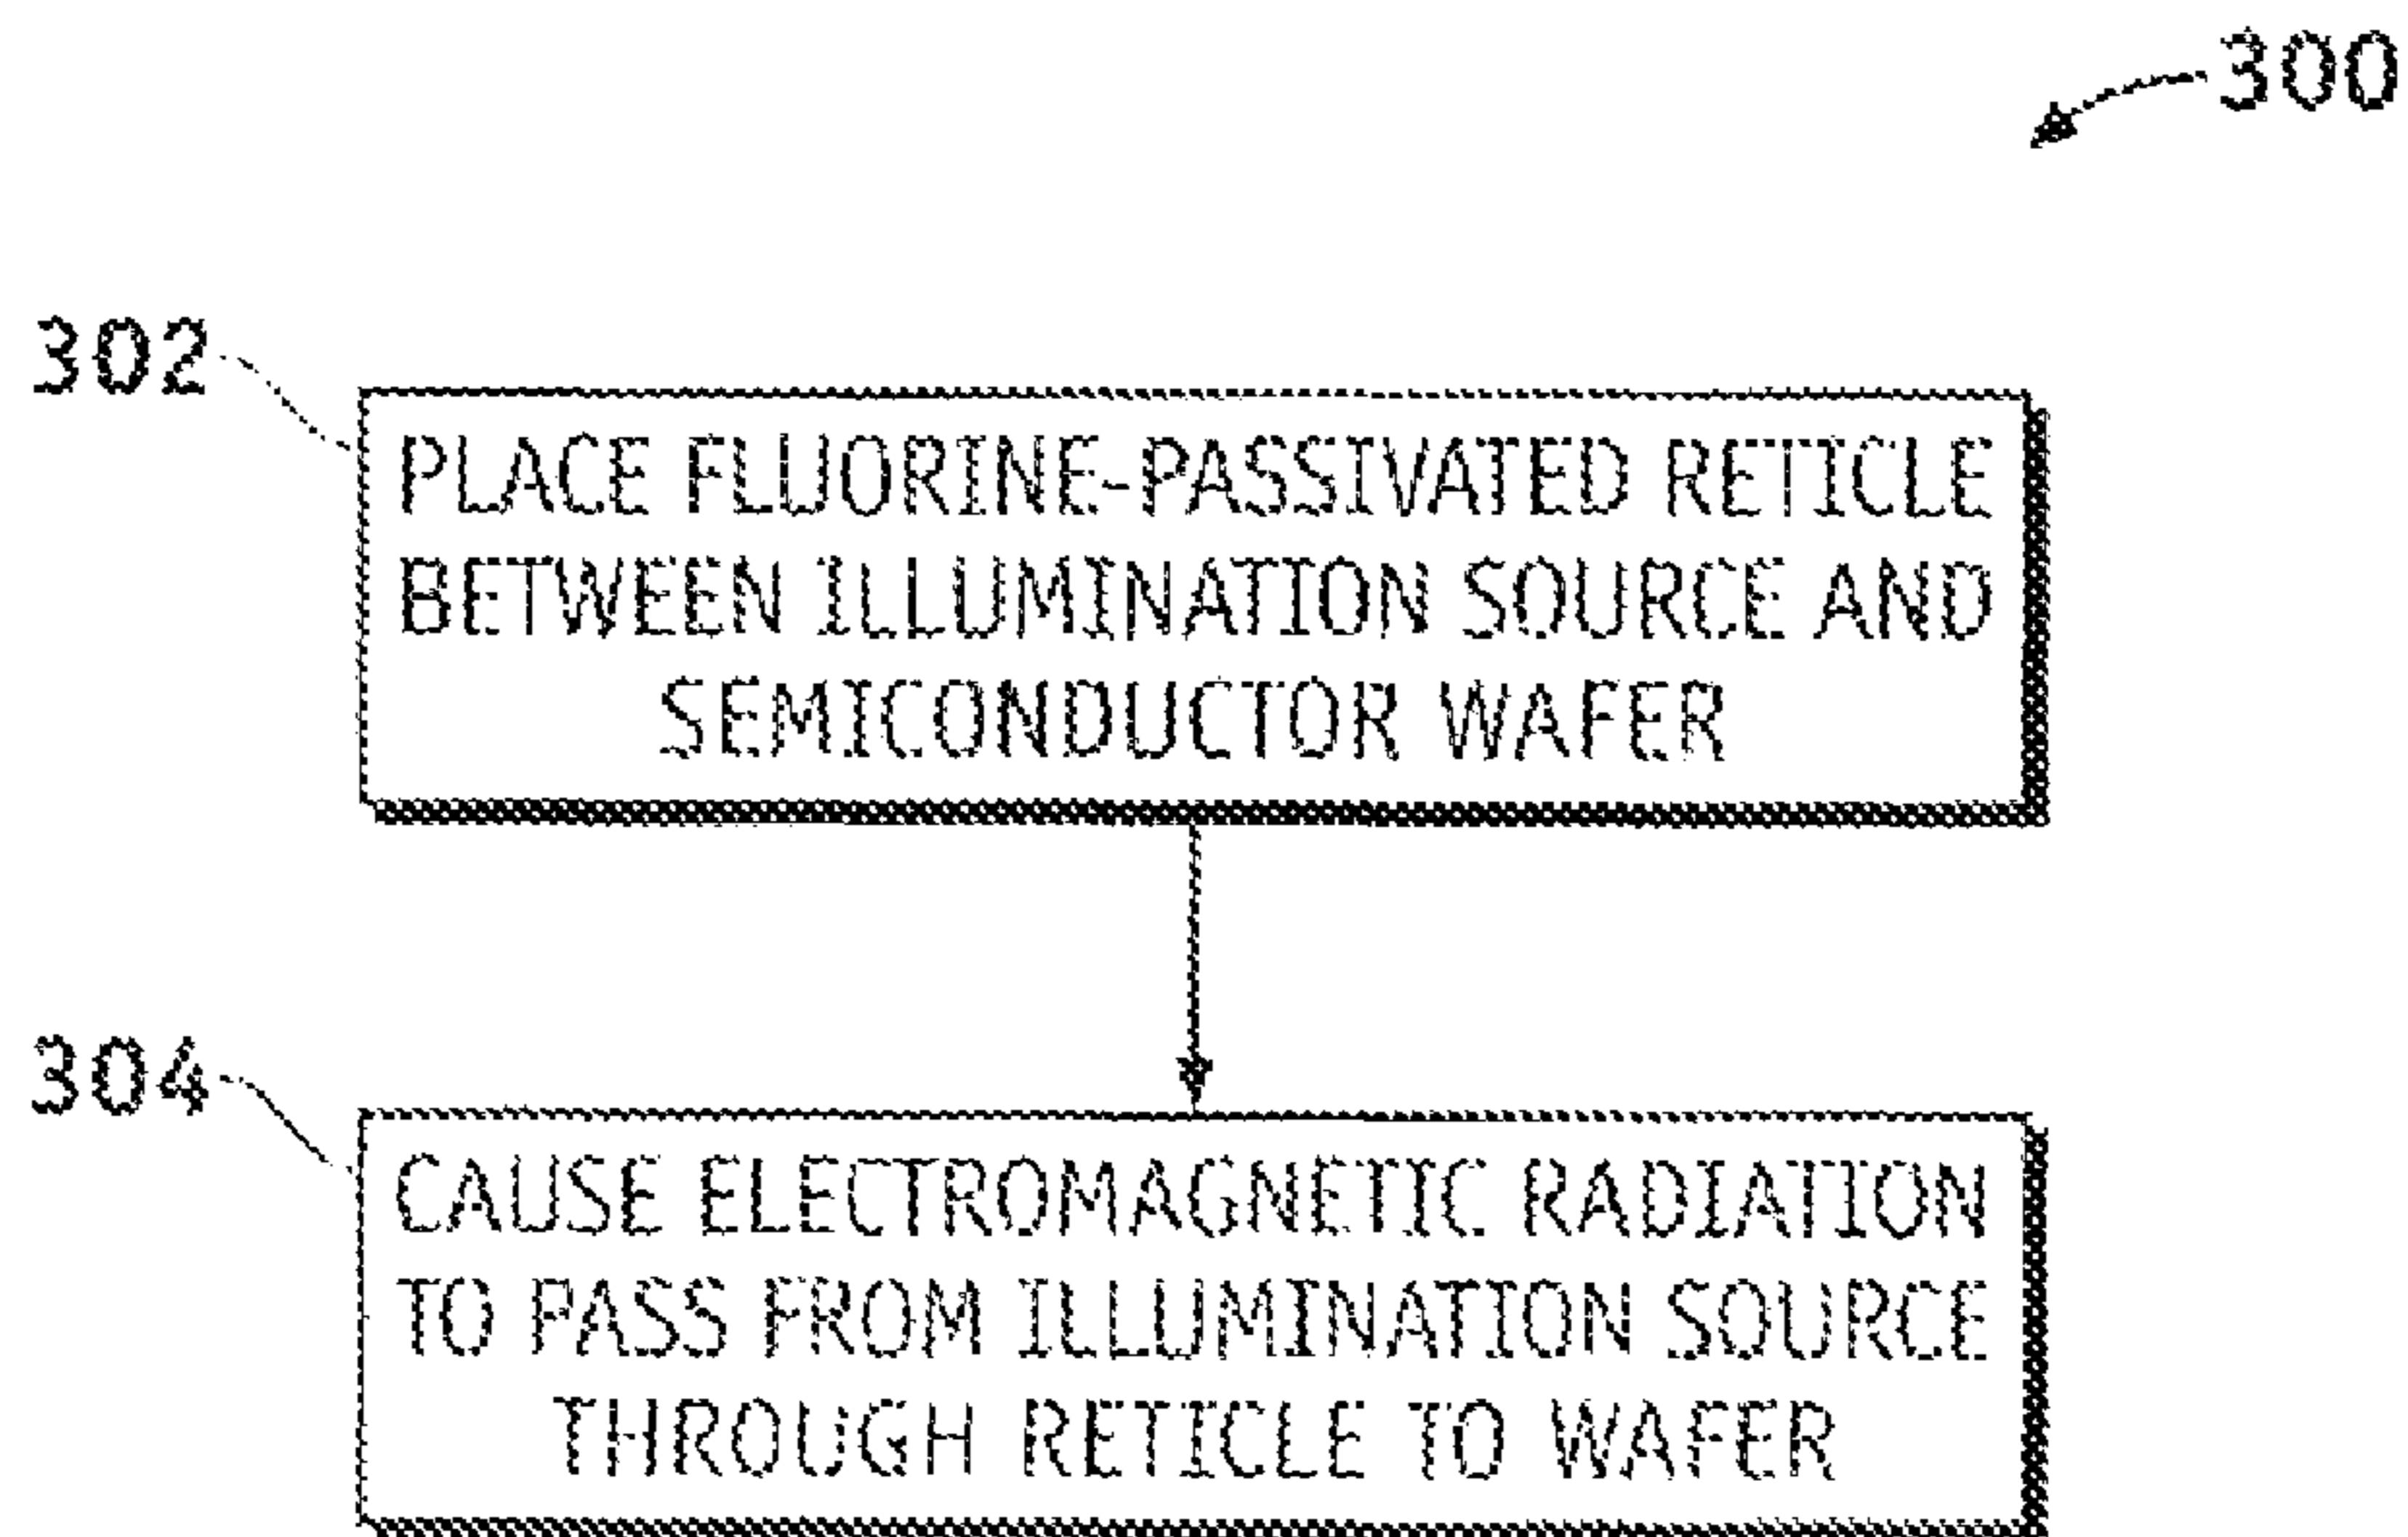 300
302
PLACE FLUORINE-PASSIVATED RETICLE
BETWEEN ILLUMINATION SOURCE AND
SEMICONDUCTOR WAFER
304
CAUSE ELECTROMAGNETIC RADIATION
TO PASS FROM ILLUMINATION SOURCE
THROUGH RETICLE TO WAFER